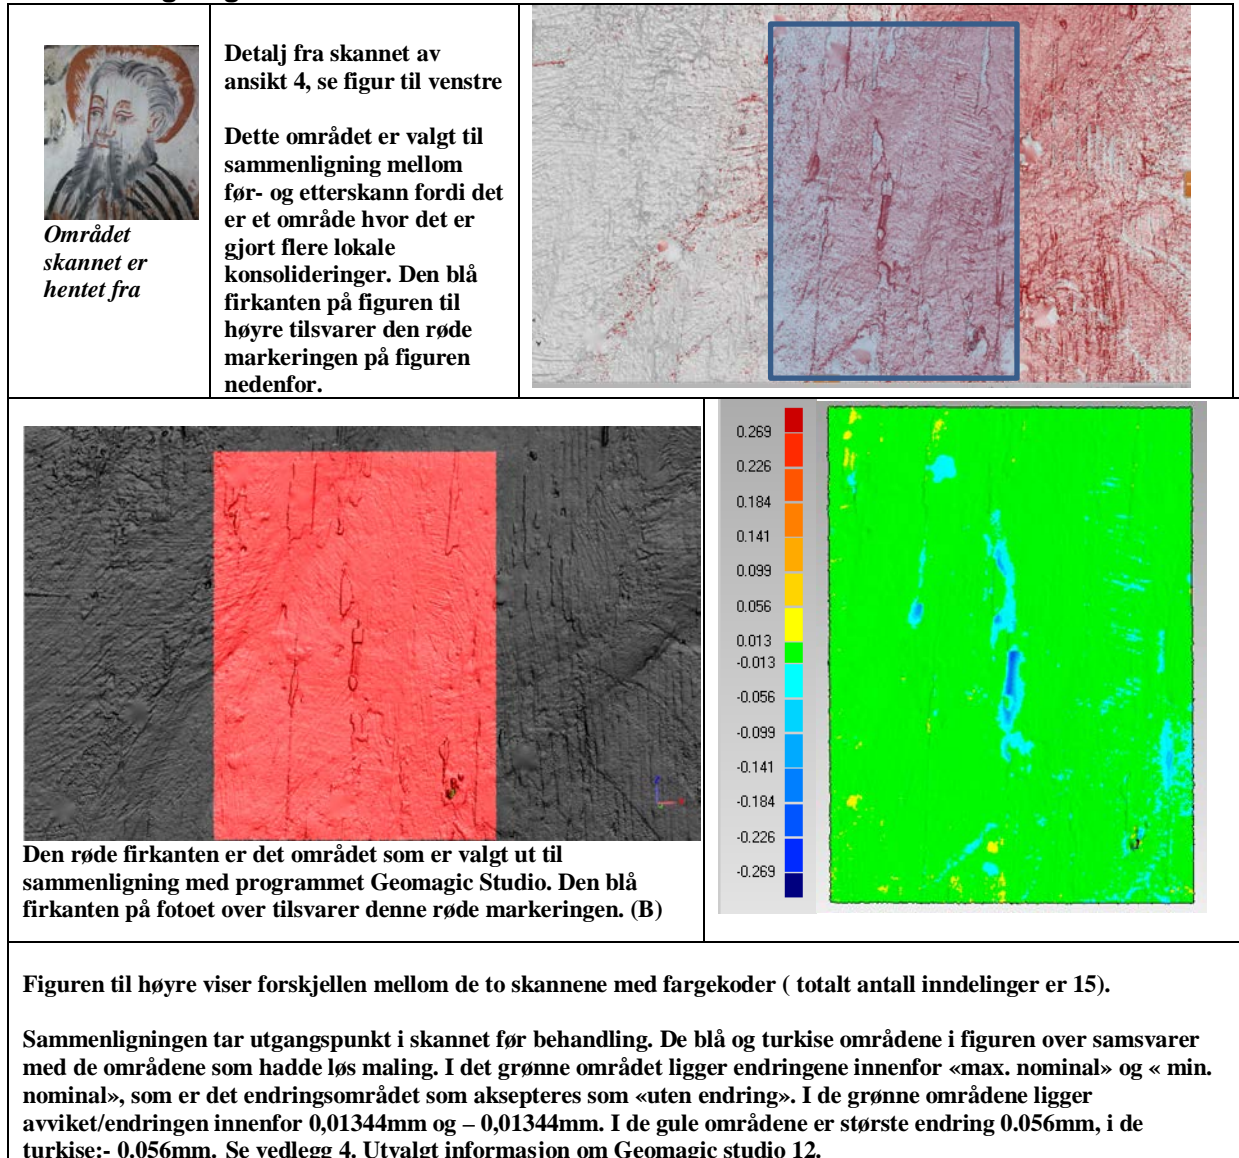 Detalj fra skannet av
ansikt 4, se figur til venstre
Dette området er valgt til
sammenligning mellom
før- og etterskann fordi det
er et område hvor det er
gjort flere lokale
konsolideringer. Den blå
firkanten på figuren til
høyre tilsvarer den røde
markeringen på figuren
nedenfor.
Området
skannet er
hentet fra
Den røde firkanten er det området som er valgt ut til
sammenligning med programmet Geomagic Studio. Den blå
firkanten på fotoet over tilsvarer denne røde markeringen. (B)
0.269
0.226
0.184
0.141
0.099
0.056
0.013
-0.013
-0.056
-0.099
-0.141
-0.184
-0.226
-0.269
Figuren til høyre viser forskjellen mellom de to skannene med fargekoder ( totalt antall inndelinger er 15).
Sammenligningen tar utgangspunkt i skannet før behandling. De blå og turkise områdene i figuren over samsvarer
med de områdene som hadde løs maling. I det grønne området ligger endringene innenfor «max. nominal» og « min.
nominal», som er det endringsområdet som aksepteres som «uten endring». I de grønne områdene ligger
avviket/endringen innenfor 0,01344mm og – 0,01344mm. I de gule områdene er største endring 0.056mm, i de
turkise:- 0.056mm. Se vedlegg 4. Utvalgt informasjon om Geomagic studio 12.